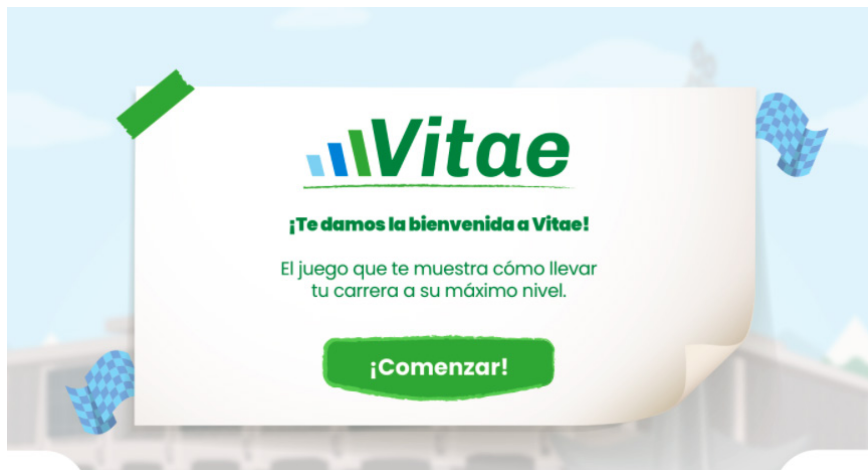 Vitae
¡Te damos la bienvenida a Vitae!
El juego que te muestra cómo llevar
tu carrera a su máximo nivel.
¡Comenzar!